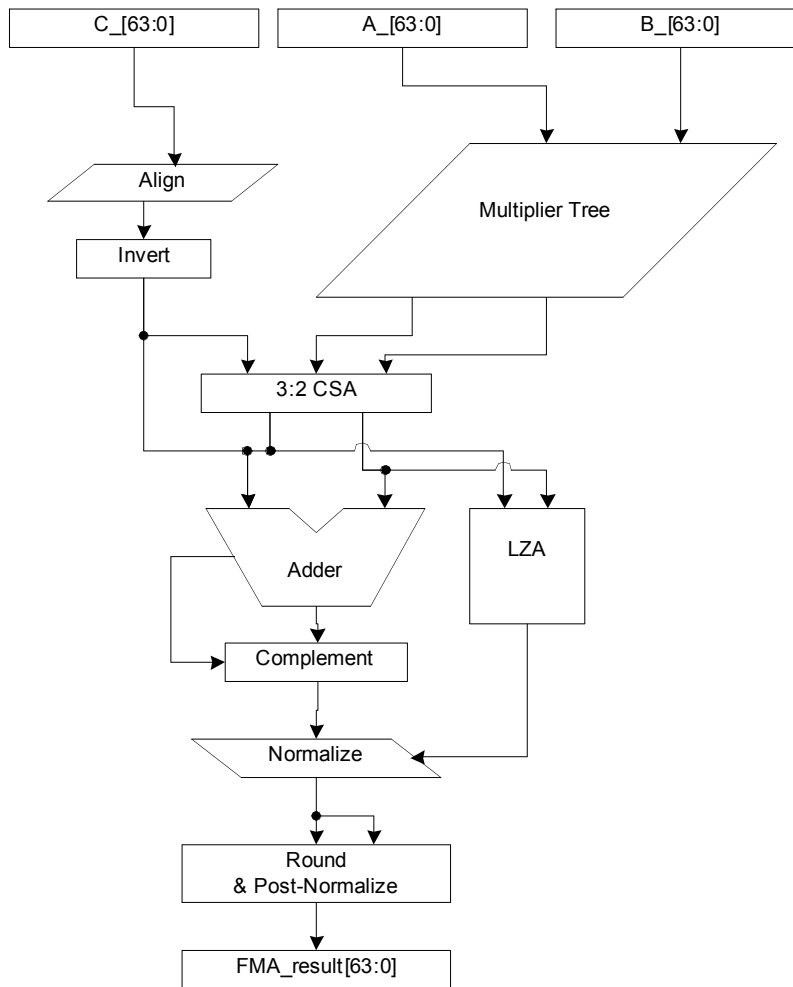 C_[63:0]
A_[63:0]
B_[63:0]
Align
Multiplier Tree
Invert
3:2 CSA
LZA
Adder
Complement
Normalize
Round
& Post-Normalize
FMA_result[63:0]